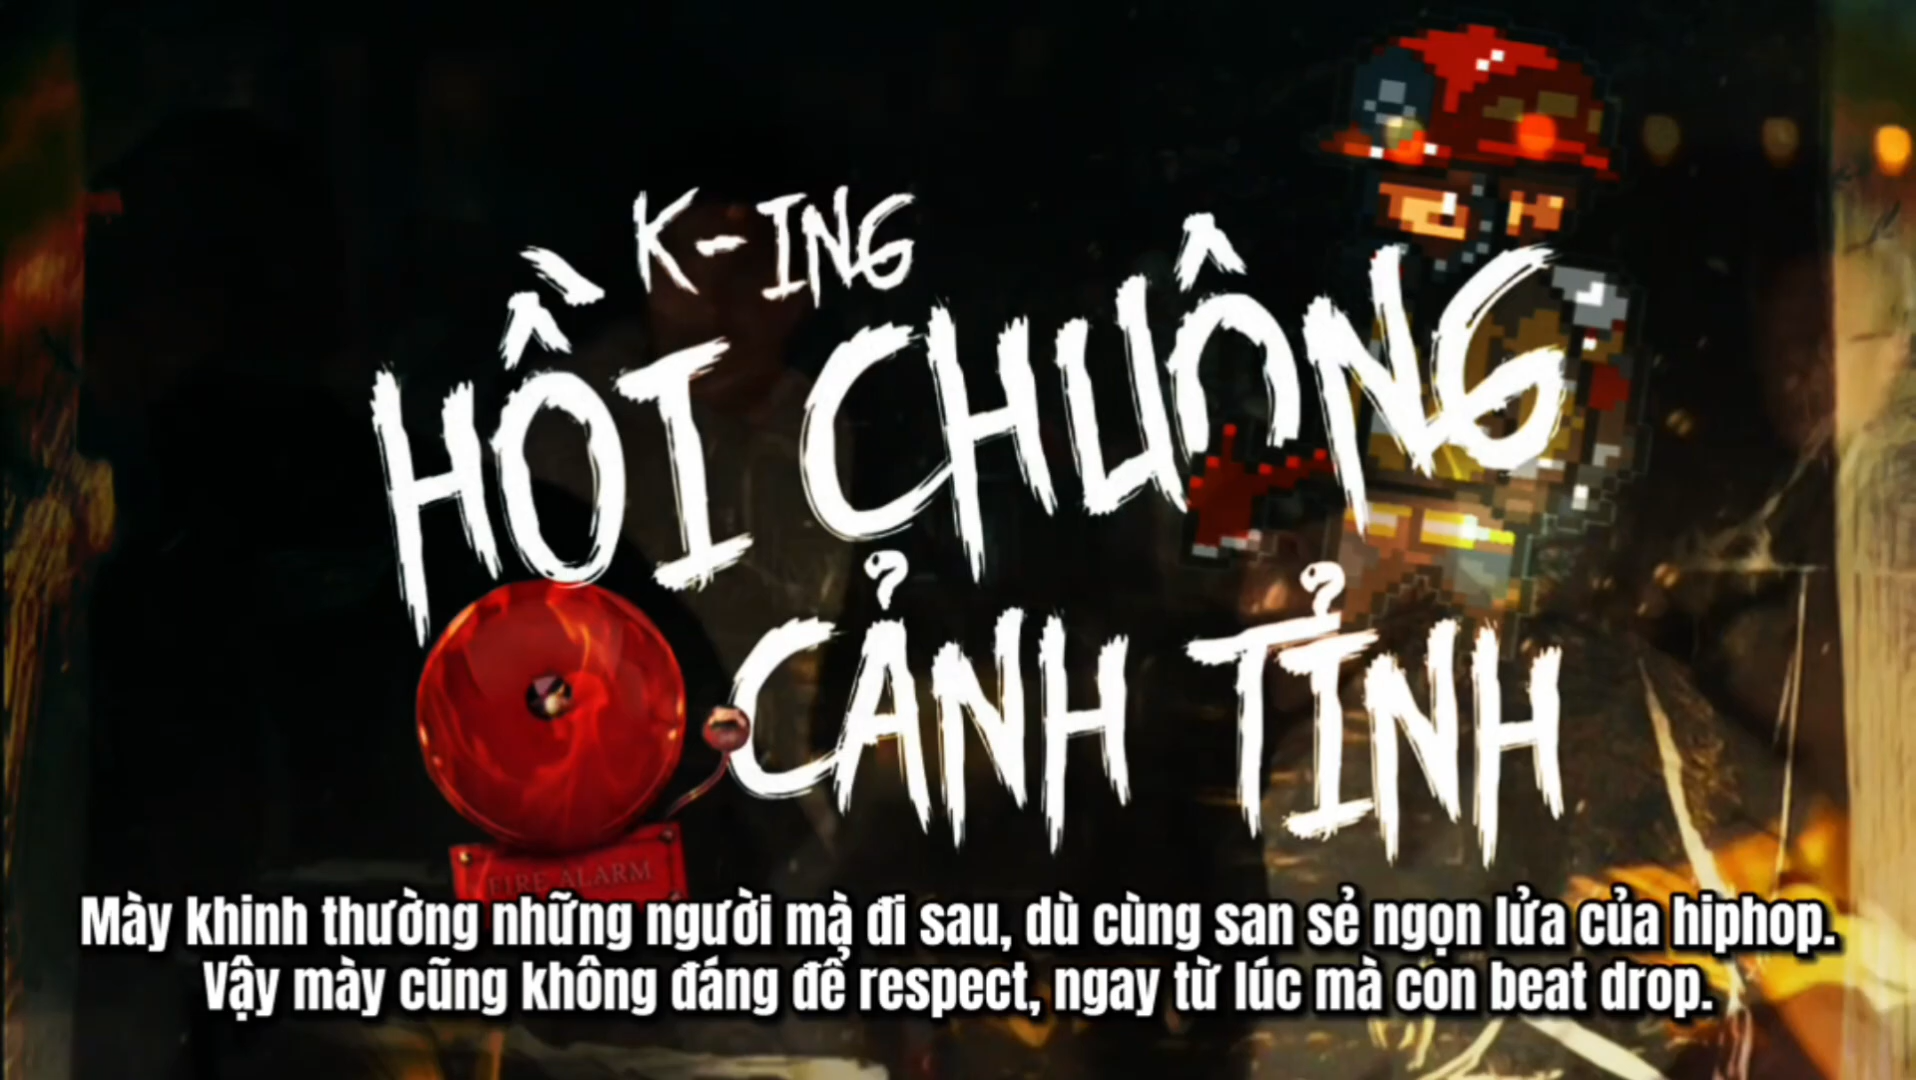 K-ING
HỒI CHUÔNG
CẢNH TỈNH
FIRE ALARM
Mày khinh thường những người mà đi sau, dù cùng san sẻ ngọn lửa của hiphop.
Vậy mày cũng không đáng để respect, ngay từ lúc mà con beat drop.